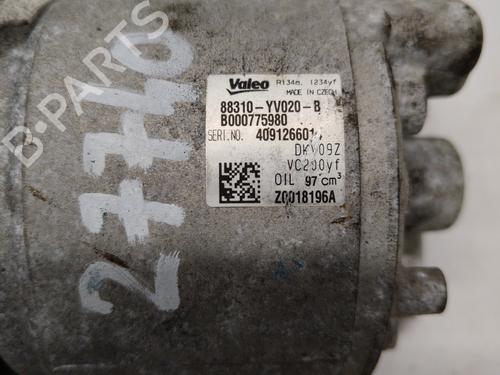 B-PARTS
27740
Valeo R134a, 1234yf
MADE IN CZECH
88310-YV020-B
B000775980
SERI.NO. 409126601
DKV09Z
VC200yf
OIL 97 cm³
Z0018196A